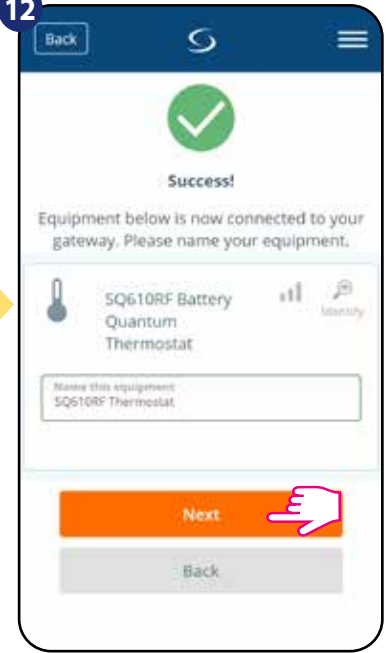 12
Back
Success!
Equipment below is now connected to your
gateway. Please name your equipment.
SQ610RF Battery
Quantum
Thermostat
Identify
Name this equipment
SQ610RF Thermostat
Next
Back